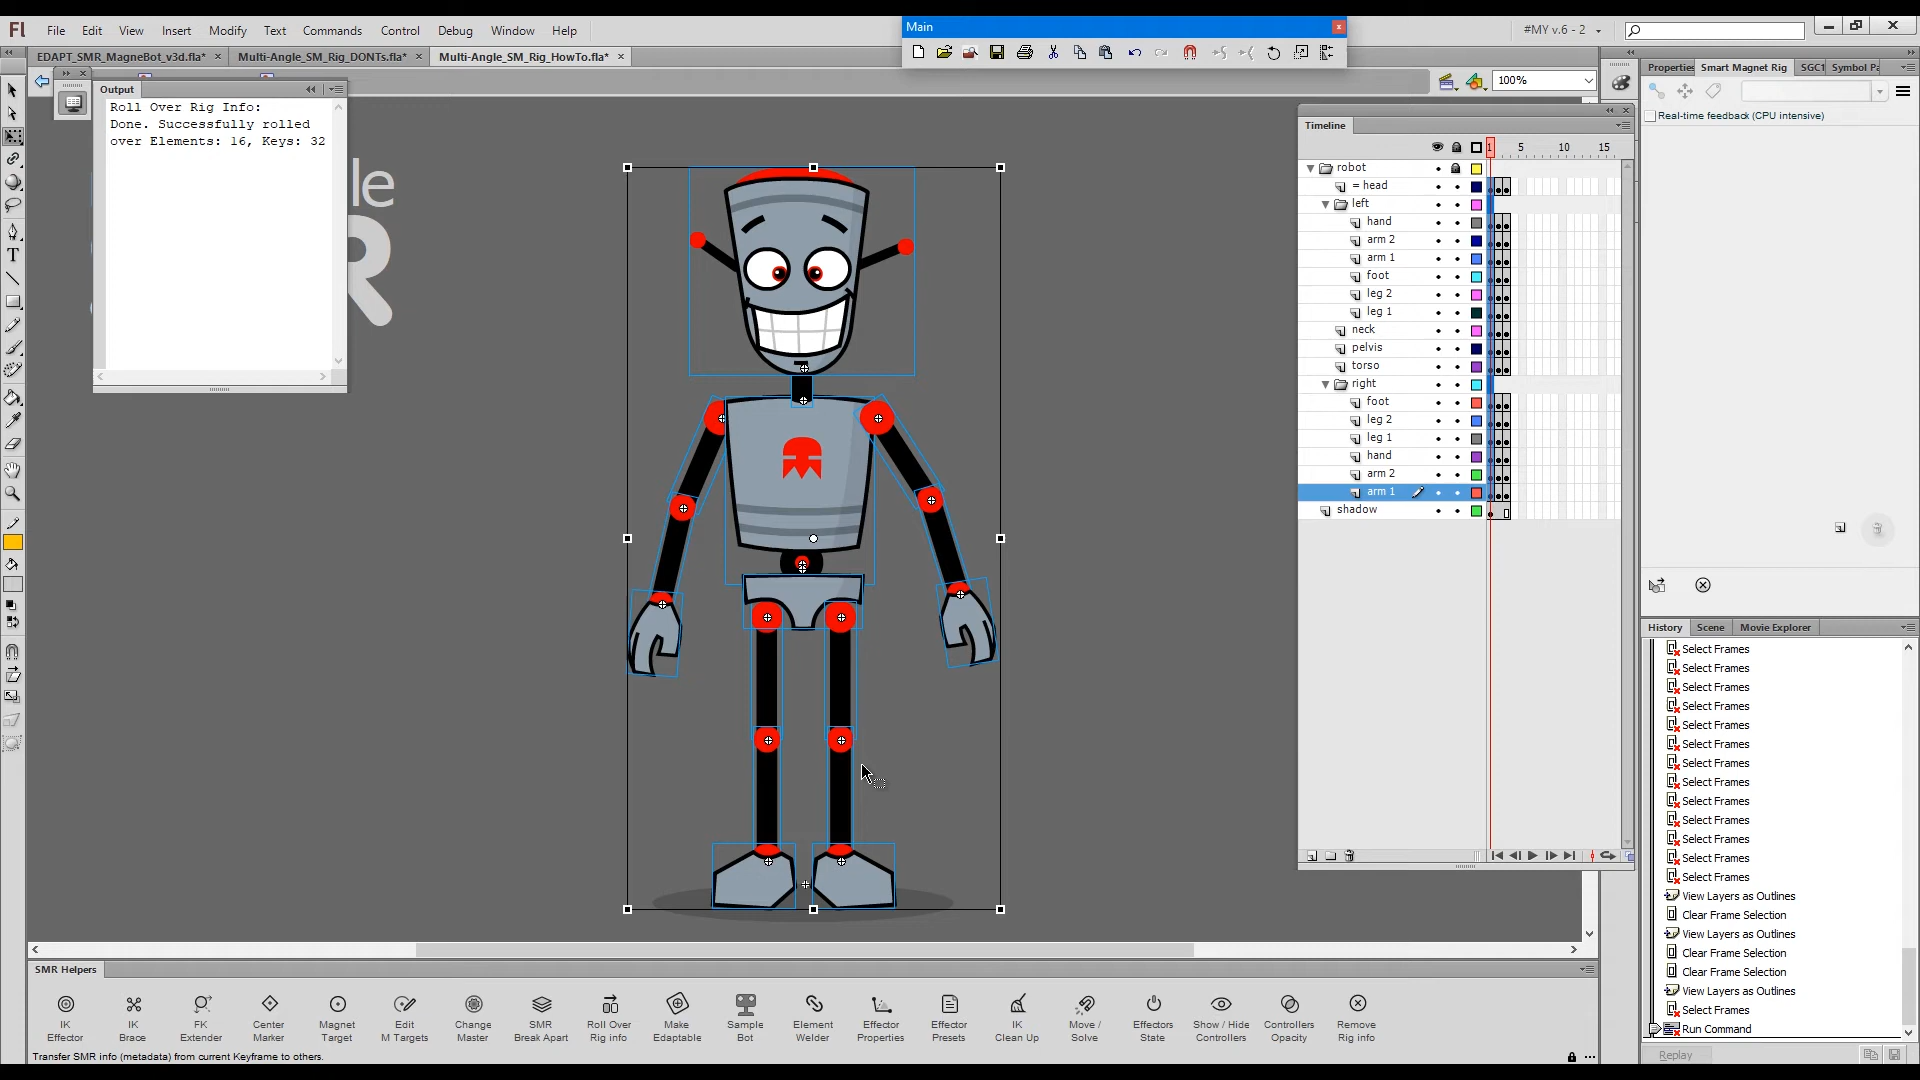 Main
Fl File Edit View Insert Modify Text Commands Control Debug Window Help
#MY v.6 - 2
EDAPT_SMR_MagneBot_v3d.fla* Multi-Angle_SM_Rig_DONTs.fla* Multi-Angle_SM_Rig_HowTo.fla*
100%
Output
Roll Over Rig Info:
Done. Successfully rolled
over Elements: 16, Keys: 32
le
R
Timeline
1 5 10 15
robot
= head
left
hand
arm 2
arm 1
foot
leg 2
leg 1
neck
pelvis
torso
right
foot
leg 2
leg 1
hand
arm 2
arm 1
shadow
Properties Smart Magnet Rig SGC1 Symbol Pa
Real-time feedback (CPU intensive)
History Scene Movie Explorer
Select Frames
Select Frames
Select Frames
Select Frames
Select Frames
Select Frames
Select Frames
Select Frames
Select Frames
Select Frames
Select Frames
Select Frames
Select Frames
View Layers as Outlines
Clear Frame Selection
View Layers as Outlines
Clear Frame Selection
Clear Frame Selection
View Layers as Outlines
Select Frames
Run Command
Replay
SMR Helpers
IK Effector
IK Brace
FK Extender
Center Marker
Magnet Target
Edit M Targets
Change Master
SMR Break Apart
Roll Over Rig info
Make Adaptable
Sample Bot
Element Welder
Effector Properties
Effector Presets
IK Clean Up
Move / Solve
Effectors State
Show / Hide Controllers
Controllers Opacity
Remove Rig info
Transfer SMR info (metadata) from current Keyframe to others.